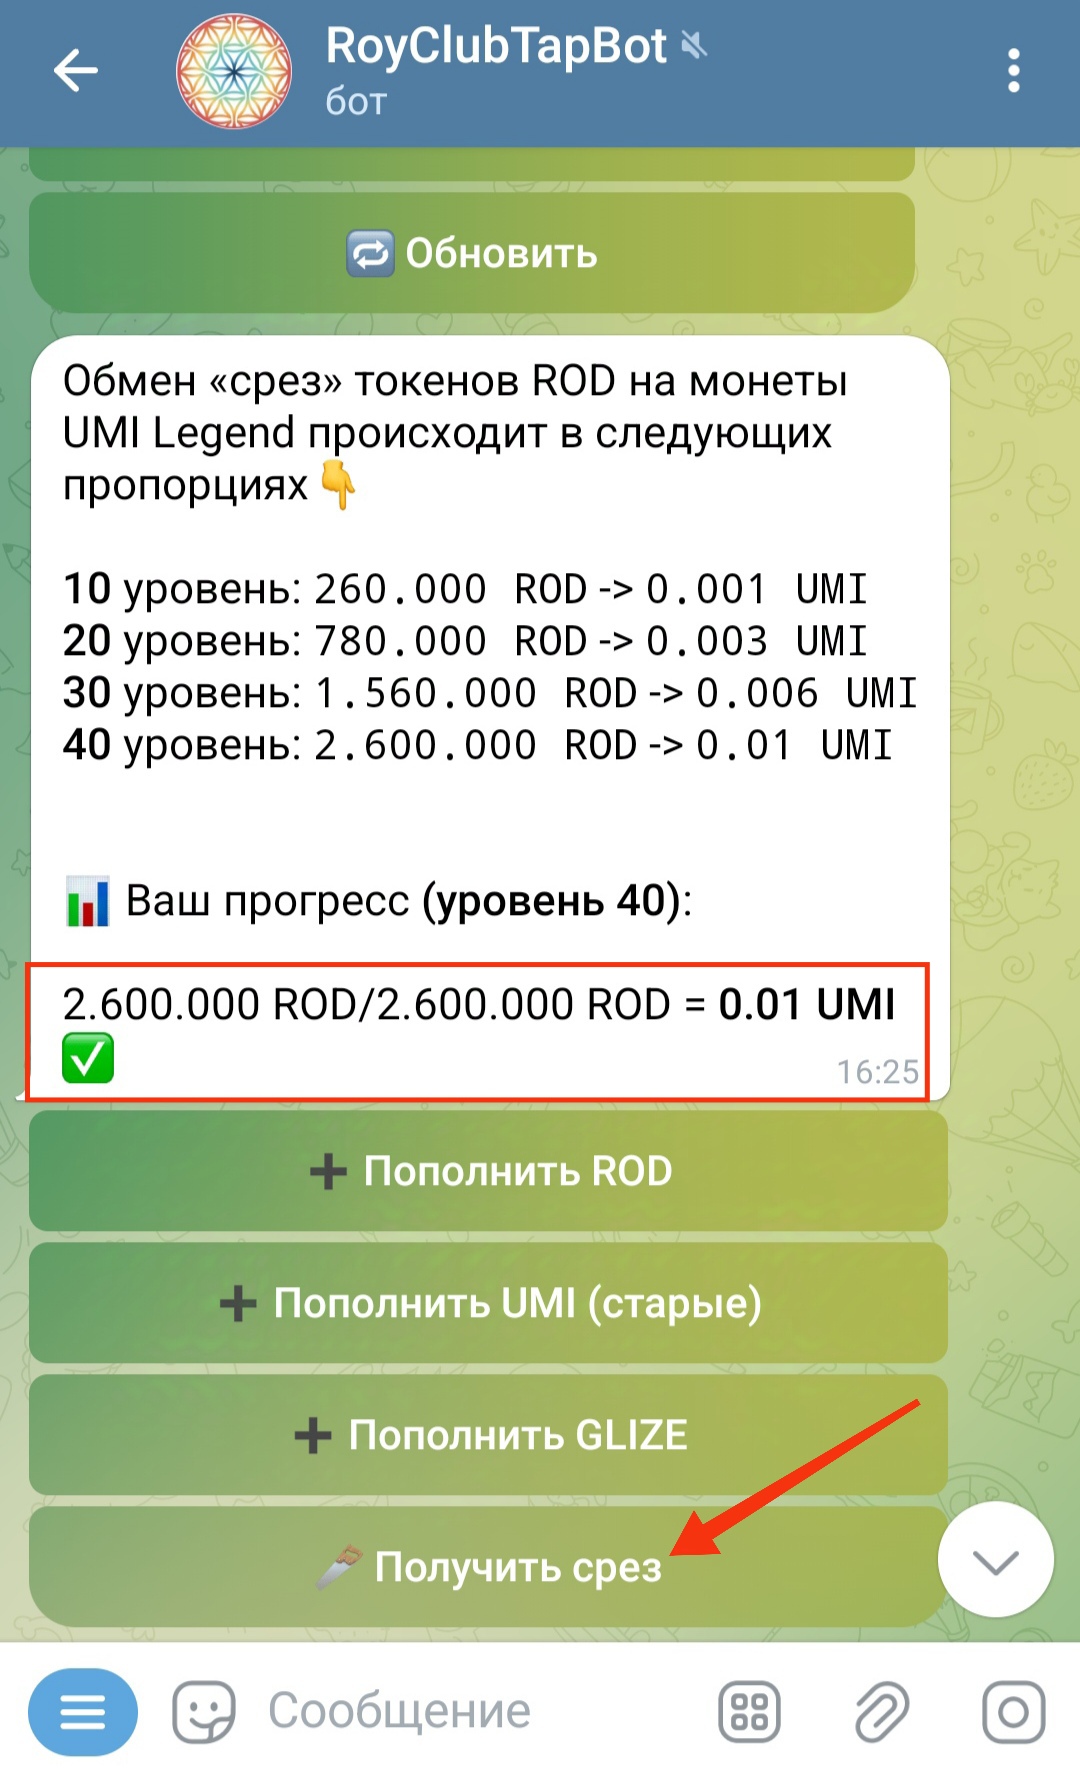 RoyClubTapBot
бот
Обновить
Обмен «срез» токенов ROD на монеты
UMI Legend происходит в следующих
пропорциях
10 уровень: 260.000 ROD -> 0.001 UMI
20 уровень: 780.000 ROD -> 0.003 UMI
30 уровень: 1.560.000 ROD -> 0.006 UMI
40 уровень: 2.600.000 ROD -> 0.01 UMI
Ваш прогресс (уровень 40):
2.600.000 ROD/2.600.000 ROD = 0.01 UMI
16:25
Пополнить ROD
Пополнить UMI (старые)
Пополнить GLIZE
Получить срез
Сообщение